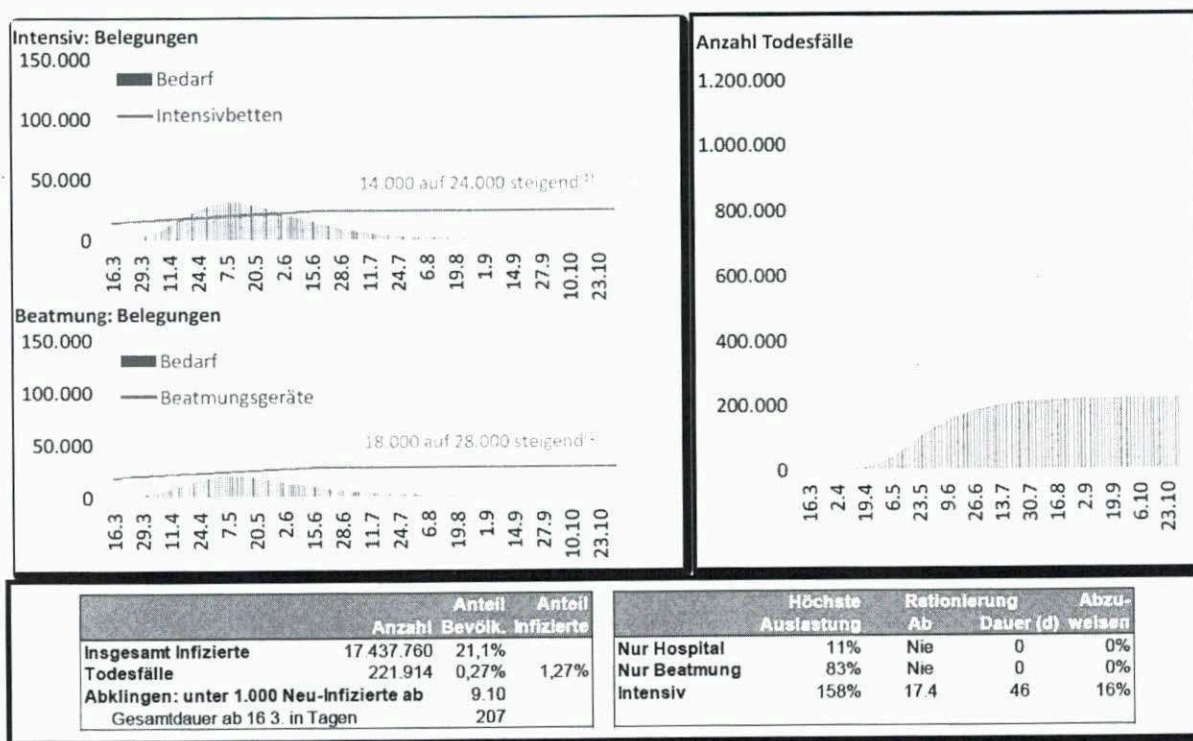 Intensiv: Belegungen
150.000
Bedarf
100.000
Intensivbetten
50.000
14.000 auf 24.000 steigend
0
16.3 29.3 11.4 24.4 7.5 20.5 2.6 15.6 28.6 11.7 24.7 6.8 19.8 1.9 14.9 27.9 10.10 23.10
Beatmung: Belegungen
150.000
Bedarf
100.000
Beatmungsgeräte
50.000
18.000 auf 28.000 steigend
0
16.3 29.3 11.4 24.4 7.5 20.5 2.6 15.6 28.6 11.7 24.7 6.8 19.8 1.9 14.9 27.9 10.10 23.10
Anzahl Todesfälle
1.200.000
1.000.000
800.000
600.000
400.000
200.000
0
16.3 2.4 19.4 6.5 23.5 9.6 26.6 13.7 30.7 16.8 2.9 19.9 6.10 23.10
Anteil Anteil
Anzahl Bevölk. Infizierte
Insgesamt Infizierte 17 437.760 21,1%
Todesfälle 221.914 0,27% 1,27%
Abklingen: unter 1.000 Neu-Infizierte ab 9.10
Gesamtdauer ab 16 3. in Tagen 207
Höchste Rationierung Abzu-
Auslastung Ab Dauer (d) weisen
Nur Hospital 11% Nie 0 0%
Nur Beatmung 83% Nie 0 0%
Intensiv 158% 17.4 46 16%